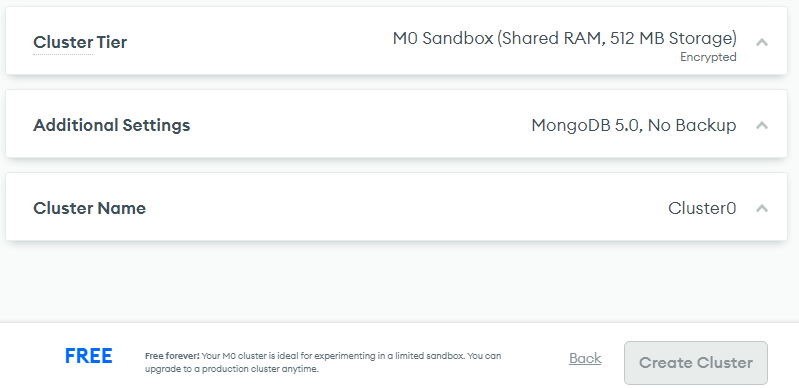 Cluster Tier
M0 Sandbox (Shared RAM, 512 MB Storage)
Encrypted
Additional Settings
MongoDB 5.0, No Backup
Cluster Name
Cluster0
FREE
Free forever! Your M0 cluster is ideal for experimenting in a limited sandbox. You can
upgrade to a production cluster anytime.
Back
Create Cluster